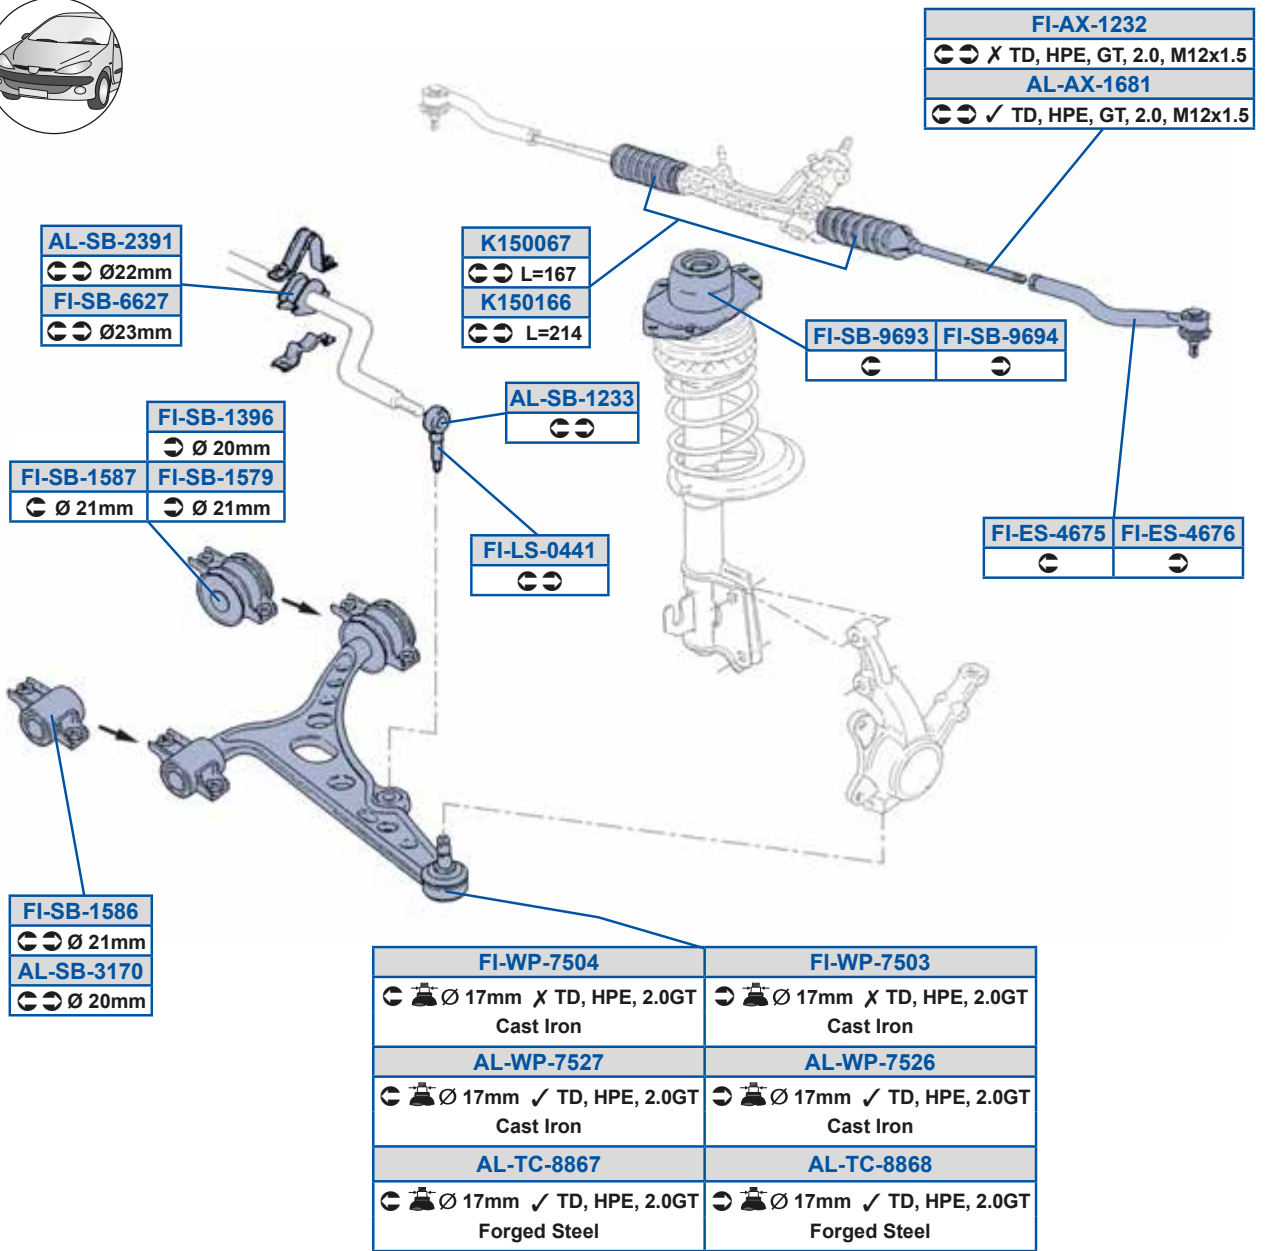 FI-AX-1232
✗ TD, HPE, GT, 2.0, M12x1.5
AL-AX-1681
✓ TD, HPE, GT, 2.0, M12x1.5
AL-SB-2391
Ø22mm
FI-SB-6627
Ø23mm
K150067
L=167
K150166
L=214
FI-SB-9693 FI-SB-9694
AL-SB-1233
FI-SB-1396
Ø 20mm
FI-SB-1587 FI-SB-1579
Ø 21mm Ø 21mm
FI-LS-0441
FI-ES-4675 FI-ES-4676
FI-SB-1586
Ø 21mm
AL-SB-3170
Ø 20mm
FI-WP-7504 FI-WP-7503
Ø 17mm ✗ TD, HPE, 2.0GT Ø 17mm ✗ TD, HPE, 2.0GT
Cast Iron Cast Iron
AL-WP-7527 AL-WP-7526
Ø 17mm ✓ TD, HPE, 2.0GT Ø 17mm ✓ TD, HPE, 2.0GT
Cast Iron Cast Iron
AL-TC-8867 AL-TC-8868
Ø 17mm ✓ TD, HPE, 2.0GT Ø 17mm ✓ TD, HPE, 2.0GT
Forged Steel Forged Steel